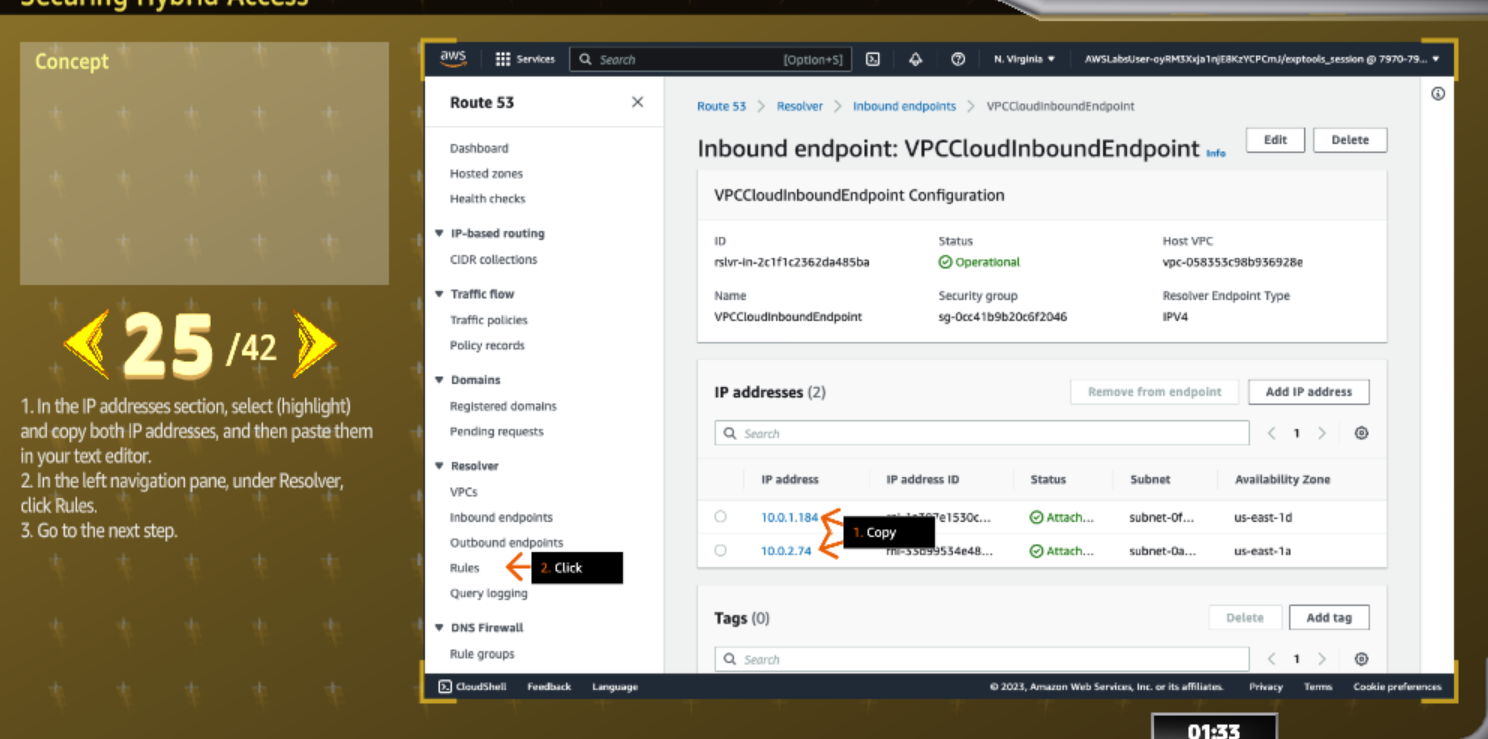 Securing Hybrid Access
Concept
25 /42
1. In the IP addresses section, select (highlight)
and copy both IP addresses, and then paste them
in your text editor.
2. In the left navigation pane, under Resolver,
click Rules.
3. Go to the next step.
aws Services Search [Option+S] N. Virginia AWSLabsUser-oyRM3Xxja1njE8KzYCPCmJ/exptools_session @ 7970-79...
Route 53
Dashboard
Hosted zones
Health checks
IP-based routing
CIDR collections
Traffic flow
Traffic policies
Policy records
Domains
Registered domains
Pending requests
Resolver
VPCs
Inbound endpoints
Outbound endpoints
Rules
2. Click
Query logging
DNS Firewall
Rule groups
Route 53 > Resolver > Inbound endpoints > VPCCloudInboundEndpoint
Inbound endpoint: VPCCloudInboundEndpoint Info
Edit Delete
VPCCloudInboundEndpoint Configuration
ID Status Host VPC
rslvr-in-2c1f1c2362da485ba Operational vpc-058353c98b936928e
Name Security group Resolver Endpoint Type
VPCCloudInboundEndpoint sg-0cc41b9b20c6f2046 IPV4
IP addresses (2) Remove from endpoint Add IP address
Search < 1 >
IP address IP address ID Status Subnet Availability Zone
10.0.1.184 Attach... subnet-0f... us-east-1d
1. Copy
10.0.2.74 Attach... subnet-0a... us-east-1a
Tags (0) Delete Add tag
Search < 1 >
CloudShell Feedback Language © 2023, Amazon Web Services, Inc. or its affiliates. Privacy Terms Cookie preferences
01:33